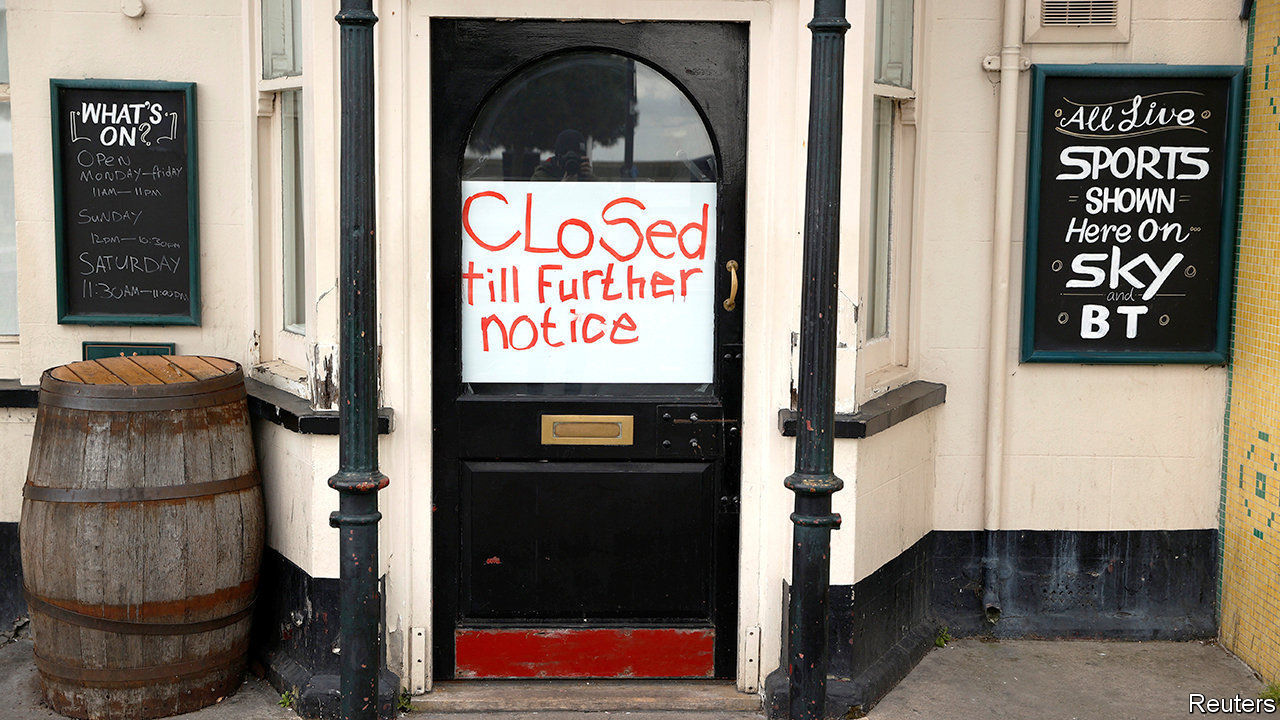 WHAT'S
ON?
OPEN
MONDAY-friday
11AM-11PM
SUNDAY
12PM-10:30PM
SATURDAY
11:30AM-11:00PM
CLoSed
till Further
notice
All Live
SPORTS
SHOWN
Here On...
sky
and
BT
Reuters